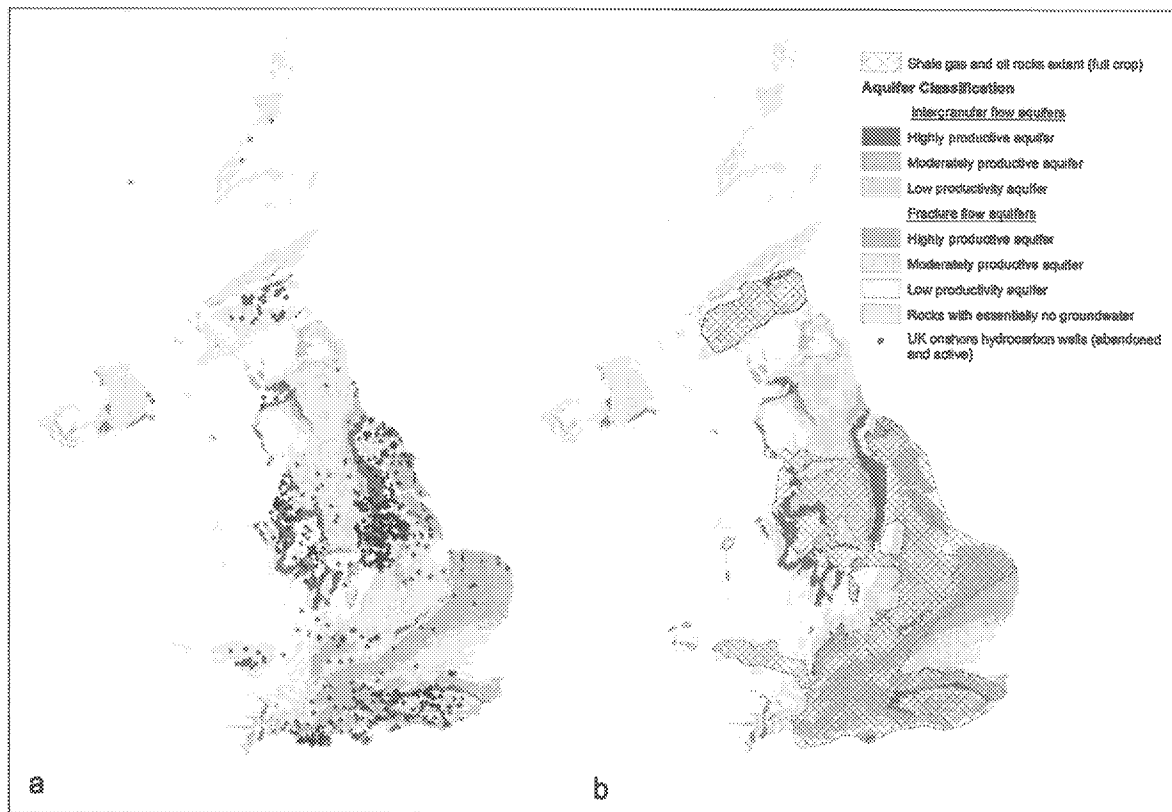 Shale gas and oil rocks extent (full crop)
Aquifer Classification
Intergranular flow aquifers
Highly productive aquifer
Moderately productive aquifer
Low productivity aquifer
Fracture flow aquifers
Highly productive aquifer
Moderately productive aquifer
Low productivity aquifer
Rocks with essentially no groundwater
UK onshore hydrocarbon wells (abandoned
and active)
a
b